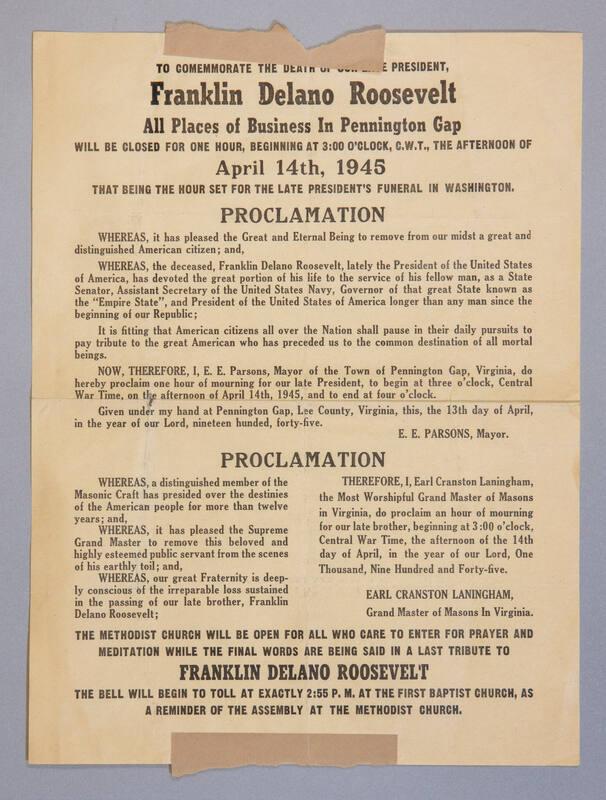 TO COMEMMORATE THE DEATH OF OUR LATE PRESIDENT,
Franklin Delano Roosevelt
All Places of Business In Pennington Gap
WILL BE CLOSED FOR ONE HOUR, BEGINNING AT 3:00 O'CLOCK, C.W.T., THE AFTERNOON OF
April 14th, 1945
THAT BEING THE HOUR SET FOR THE LATE PRESIDENT'S FUNERAL IN WASHINGTON.
PROCLAMATION
WHEREAS, it has pleased the Great and Eternal Being to remove from our midst a great and
distinguished American citizen; and,
WHEREAS, the deceased, Franklin Delano Roosevelt, lately the President of the United States
of America, has devoted the great portion of his life to the service of his fellow man, as a State
Senator, Assistant Secretary of the United States Navy, Governor of that great State known as
the "Empire State", and President of the United States of America longer than any man since the
beginning of our Republic;
It is fitting that American citizens all over the Nation shall pause in their daily pursuits to
pay tribute to the great American who has preceded us to the common destination of all mortal
beings.
NOW, THEREFORE, I, E. E. Parsons, Mayor of the Town of Pennington Gap, Virginia, do
hereby proclaim one hour of mourning for our late President, to begin at three o'clock, Central
War Time, on the afternoon of April 14th, 1945, and to end at four o'clock.
Given under my hand at Pennington Gap, Lee County, Virginia, this, the 13th day of April,
in the year of our Lord, nineteen hundred, forty-five.
E. E. PARSONS, Mayor.
PROCLAMATION
WHEREAS, a distinguished member of the
Masonic Craft has presided over the destinies
of the American people for more than twelve
years; and,
WHEREAS, it has pleased the Supreme
Grand Master to remove this beloved and
highly esteemed public servant from the scenes
of his earthly toil; and,
WHEREAS, our great Fraternity is deep-
ly conscious of the irreparable loss sustained
in the passing of our late brother, Franklin
Delano Roosevelt;
THEREFORE, I, Earl Cranston Laningham,
the Most Worshipful Grand Master of Masons
in Virginia, do proclaim an hour of mourning
for our late brother, beginning at 3:00 o'clock,
Central War Time, the afternoon of the 14th
day of April, in the year of our Lord, One
Thousand, Nine Hundred and Forty-five.
EARL CRANSTON LANINGHAM,
Grand Master of Masons In Virginia.
THE METHODIST CHURCH WILL BE OPEN FOR ALL WHO CARE TO ENTER FOR PRAYER AND
MEDITATION WHILE THE FINAL WORDS ARE BEING SAID IN A LAST TRIBUTE TO
FRANKLIN DELANO ROOSEVELT
THE BELL WILL BEGIN TO TOLL AT EXACTLY 2:55 P. M. AT THE FIRST BAPTIST CHURCH, AS
A REMINDER OF THE ASSEMBLY AT THE METHODIST CHURCH.